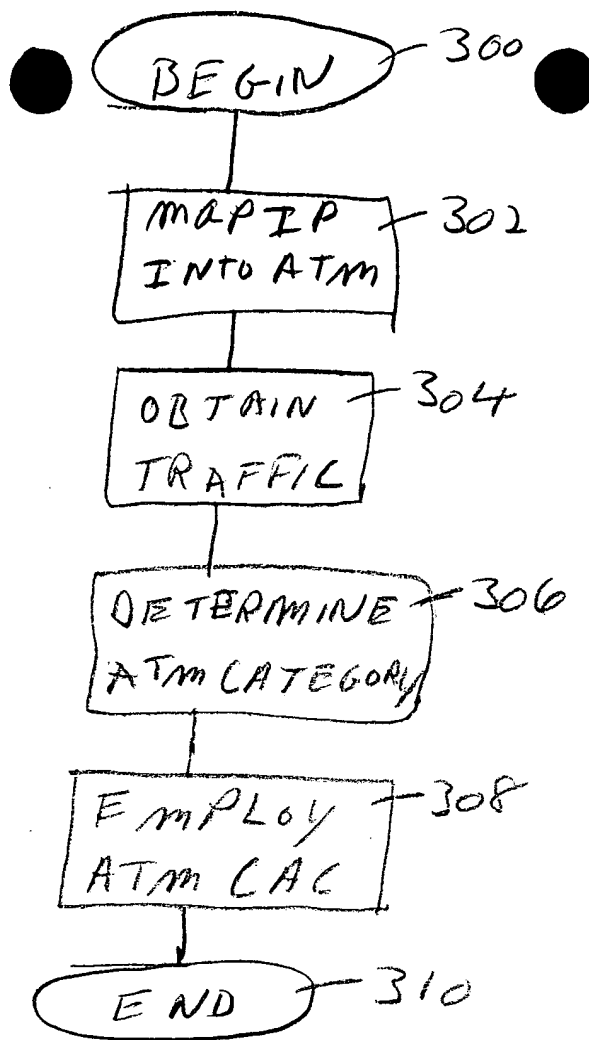 BEGIN
300
MAP IP
INTO ATM
302
OBTAIN
TRAFFIC
304
DETERMINE
ATM CATEGORY
306
EMPLOY
ATM CAC
308
END
310